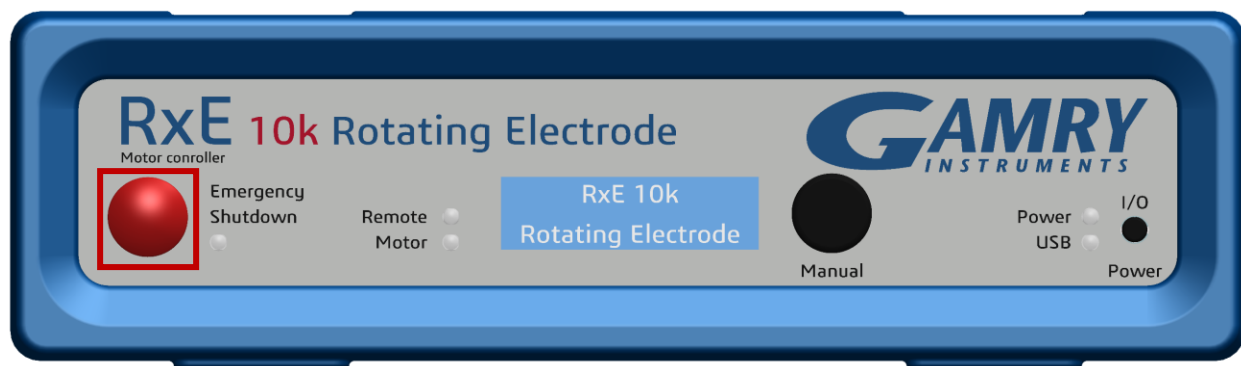 RxE 10k Rotating Electrode
Motor conroller
GAMRY
INSTRUMENTS
Emergency
Shutdown
Remote
Motor
RxE 10k
Rotating Electrode
Manual
Power
USB
I/O
Power